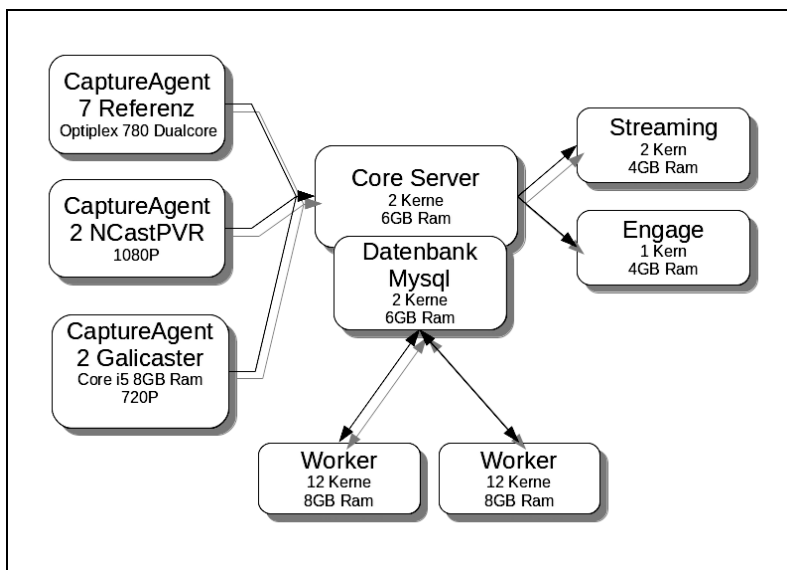 CaptureAgent
7 Referenz
Optiplex 780 Dualcore
CaptureAgent
2 NCastPVR
1080P
CaptureAgent
2 Galicaster
Core i5 8GB Ram
720P
Core Server
2 Kerne
6GB Ram
Datenbank
Mysql
2 Kerne
6GB Ram
Streaming
2 Kern
4GB Ram
Engage
1 Kern
4GB Ram
Worker
12 Kerne
8GB Ram
Worker
12 Kerne
8GB Ram